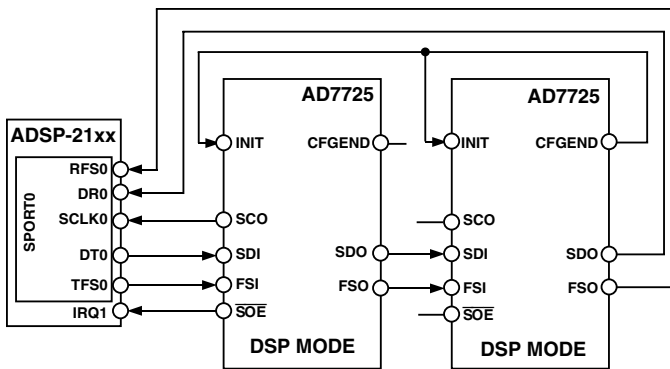 ADSP-21xx
SPORT0
RFS0
DR0
SCLK0
DT0
TFS0
IRQ1
AD7725
INIT
CFGEND
SCO
SDI
SDO
FSI
FSO
SOE
DSP MODE
AD7725
INIT
CFGEND
SCO
SDI
SDO
FSI
FSO
SOE
DSP MODE